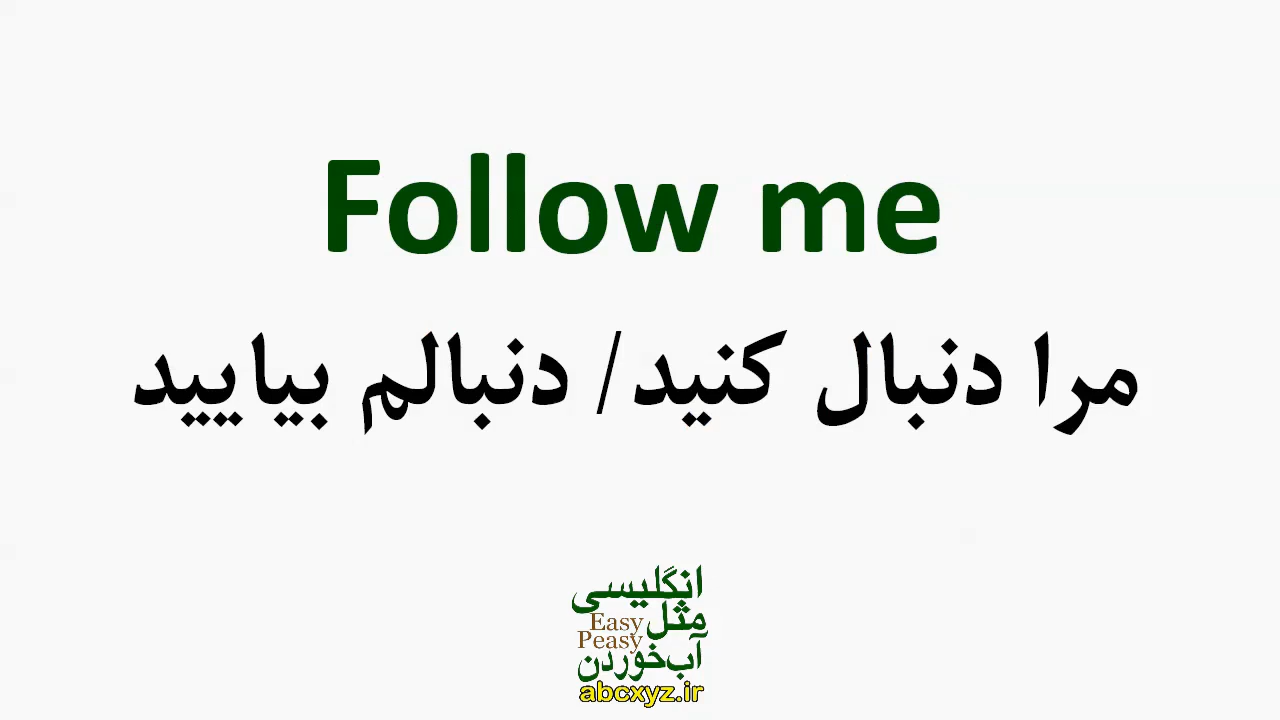 Follow me
مرا دنبال کنید/ دنبالم بیایید
انگلیسی
مثل Easy
Peasy
آب‌خوردن
abcxyz.ir